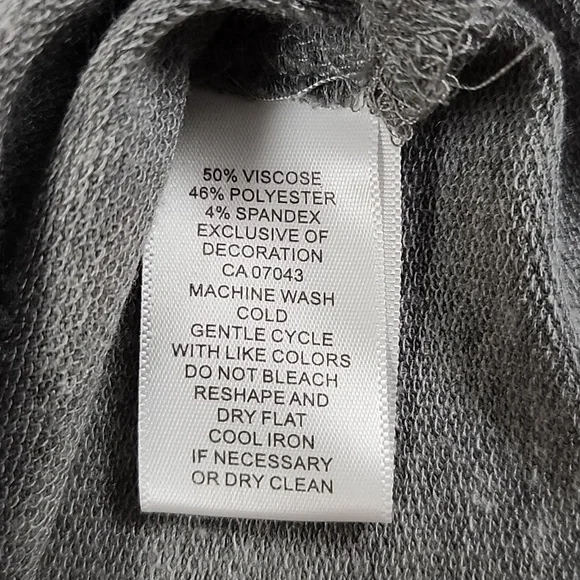 50% VISCOSE
46% POLYESTER
4% SPANDEX
EXCLUSIVE OF
DECORATION
CA 07043
MACHINE WASH
COLD
GENTLE CYCLE
WITH LIKE COLORS
DO NOT BLEACH
RESHAPE AND
DRY FLAT
COOL IRON
IF NECESSARY
OR DRY CLEAN